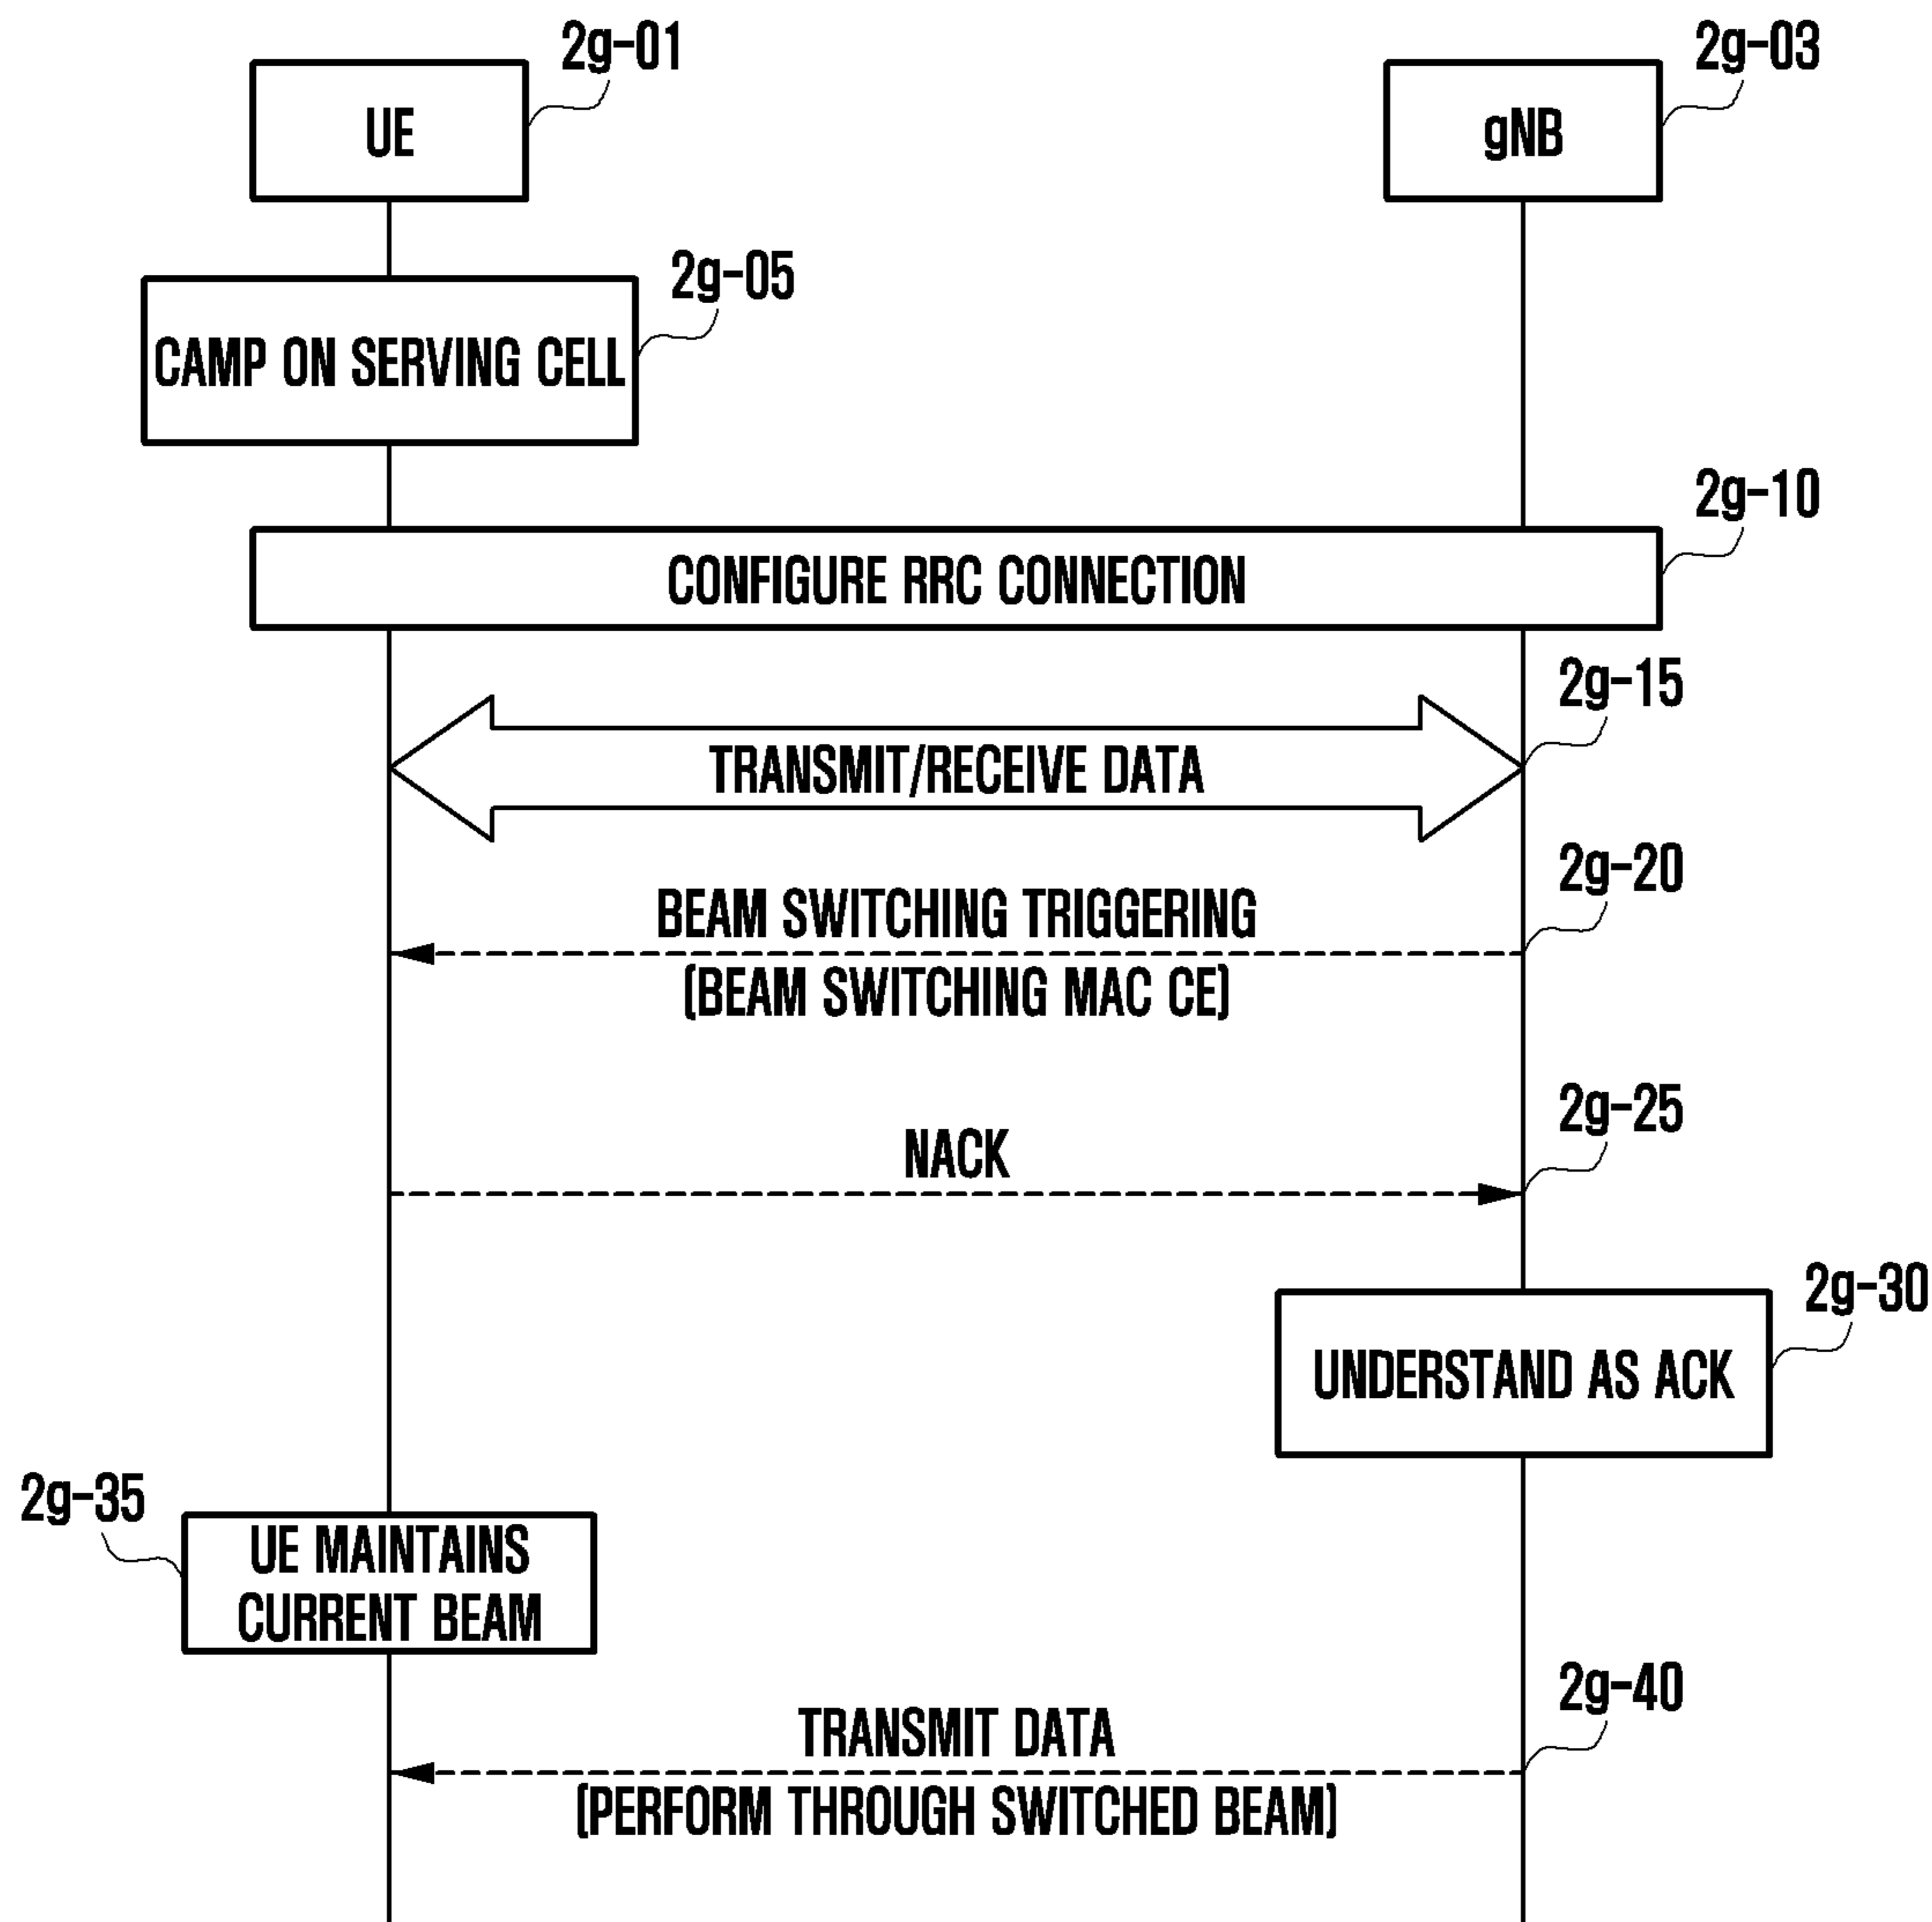 2g-01
2g-03
UE
gNB
2g-05
CAMP ON SERVING CELL
2g-10
CONFIGURE RRC CONNECTION
2g-15
TRANSMIT/RECEIVE DATA
2g-20
BEAM SWITCHING TRIGGERING
(BEAM SWITCHING MAC CE)
2g-25
NACK
2g-30
UNDERSTAND AS ACK
2g-35
UE MAINTAINS
CURRENT BEAM
2g-40
TRANSMIT DATA
(PERFORM THROUGH SWITCHED BEAM)